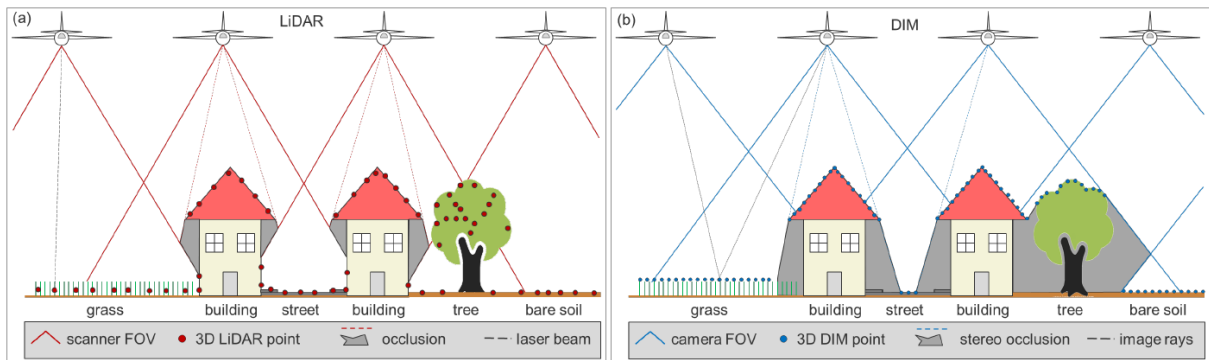 (a)
LiDAR
grass
building
street
building
tree
bare soil
scanner FOV
3D LiDAR point
occlusion
laser beam
(b)
DIM
grass
building
street
building
tree
bare soil
camera FOV
3D DIM point
stereo occlusion
image rays